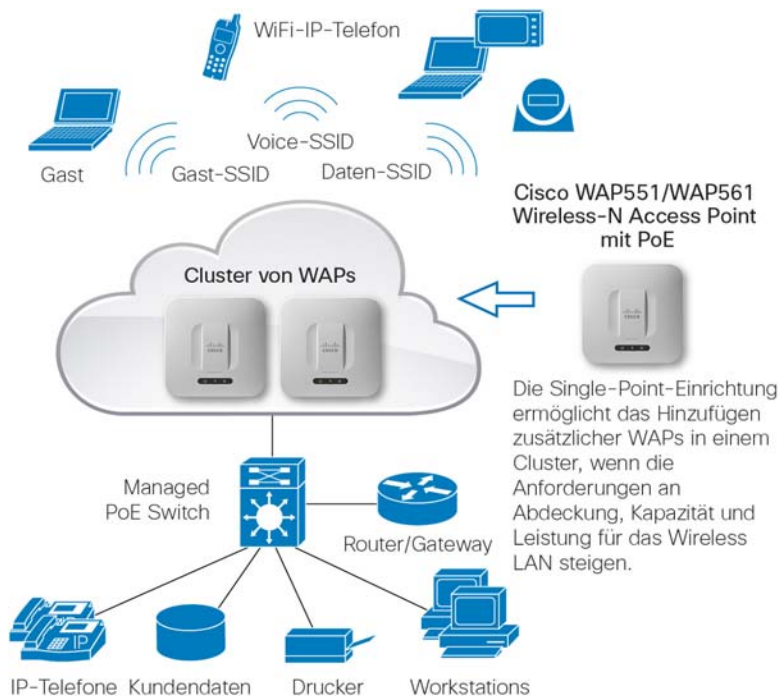 WiFi-IP-Telefon
Voice-SSID
Gast
Gast-SSID
Daten-SSID
Cisco WAP551/WAP561
Wireless-N Access Point
mit PoE
Cluster von WAPs
Die Single-Point-Einrichtung
ermöglicht das Hinzufügen
zusätzlicher WAPs in einem
Cluster, wenn die
Anforderungen an
Abdeckung, Kapazität und
Leistung für das Wireless
LAN steigen.
Managed
PoE Switch
Router/Gateway
IP
IP-Telefone
Kundendaten
Drucker
Workstations